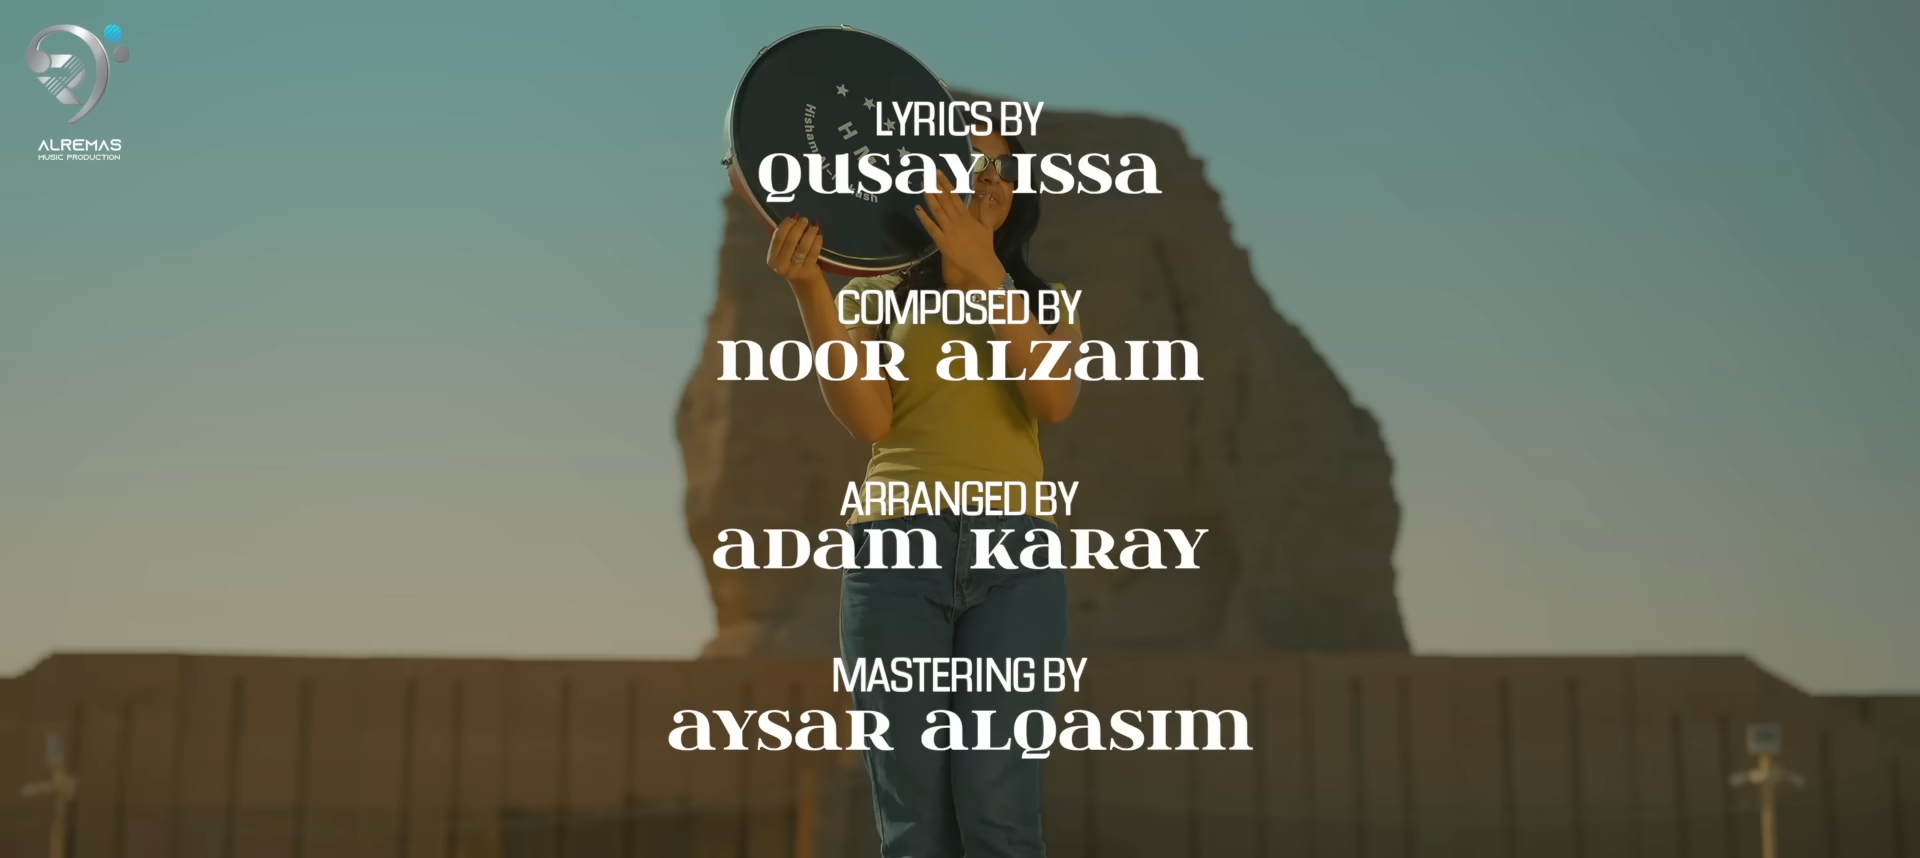 ALREMAS
MUSIC PRODUCTION
LYRICS BY
QUSAY ISSA
COMPOSED BY
NOOR ALZAIN
ARRANGED BY
ADAM KARAY
MASTERING BY
AYSAR ALQASIM